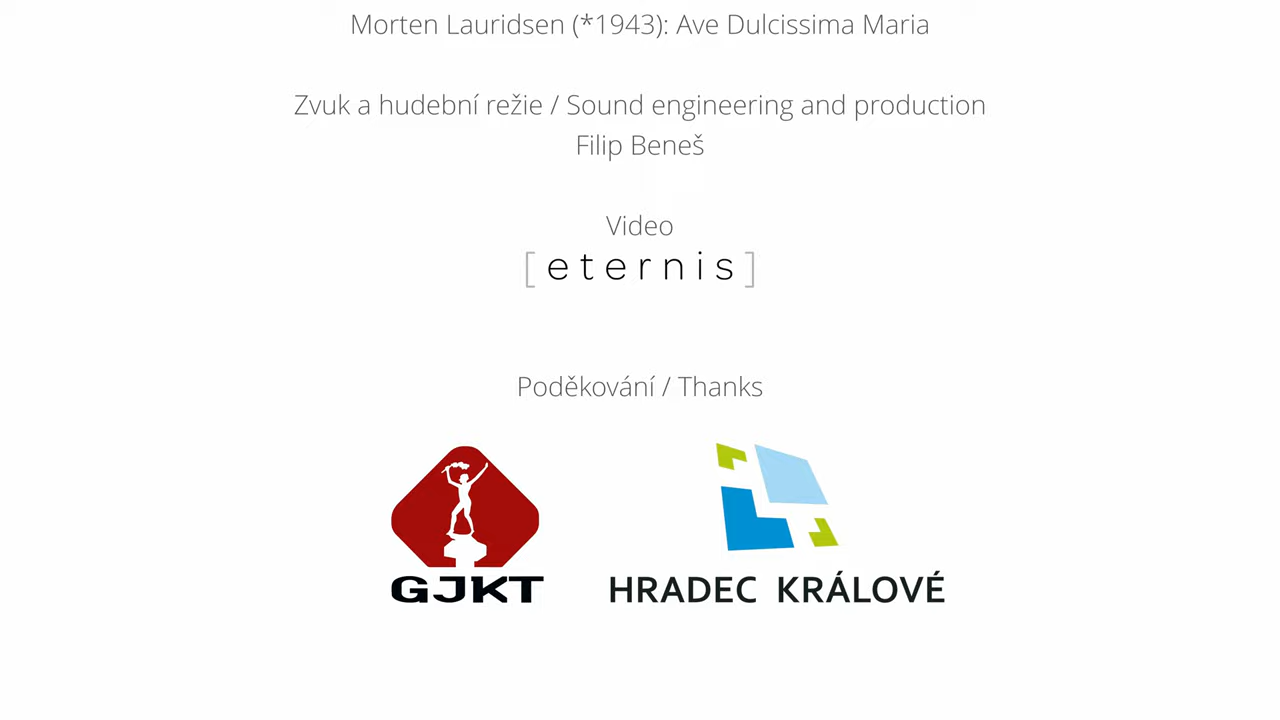 Morten Lauridsen (*1943): Ave Dulcissima Maria
Zvuk a hudební režie / Sound engineering and production
Filip Beneš
Video
[eternis]
Poděkování / Thanks
GJKT
HRADEC KRÁLOVÉ